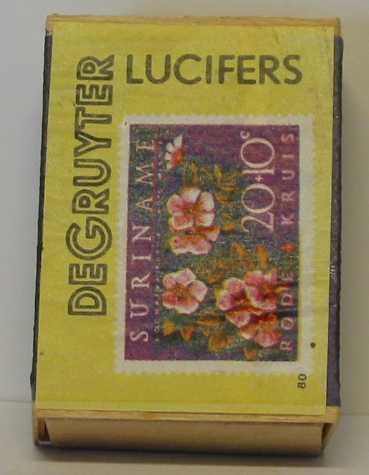 DEGRUYTER
LUCIFERS
SURINAME
20+10c
RODE + KRUIS
80